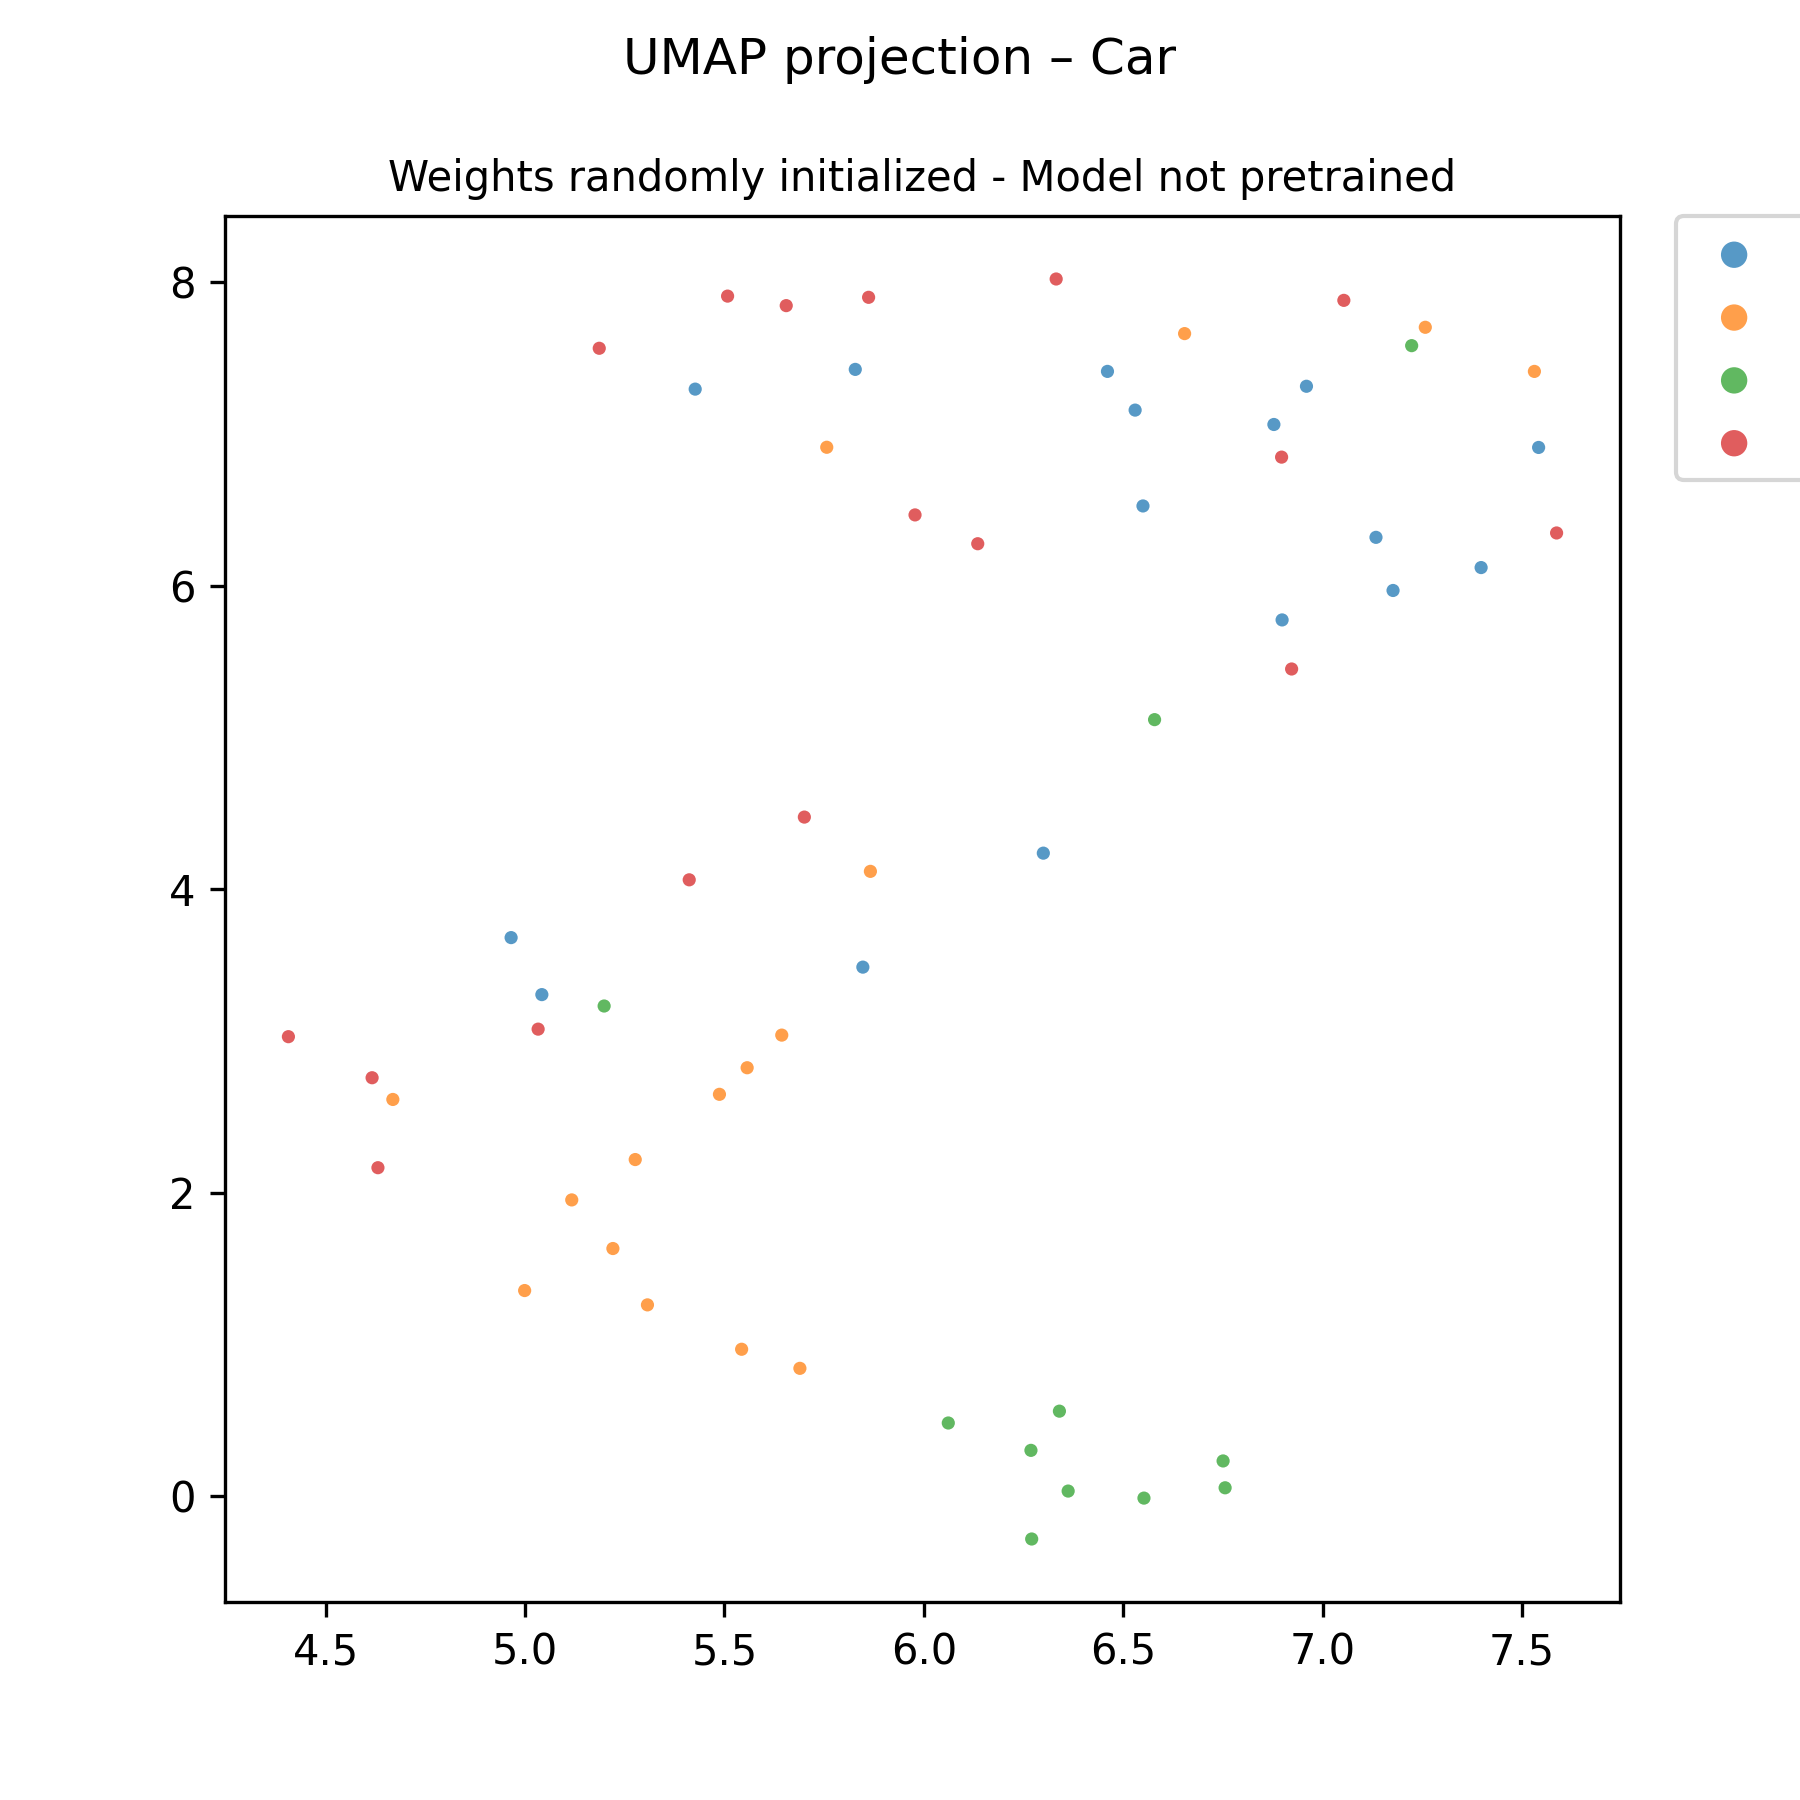 UMAP projection – Car
Weights randomly initialized - Model not pretrained
8
6
4
2
0
4.5 5.0 5.5 6.0 6.5 7.0 7.5